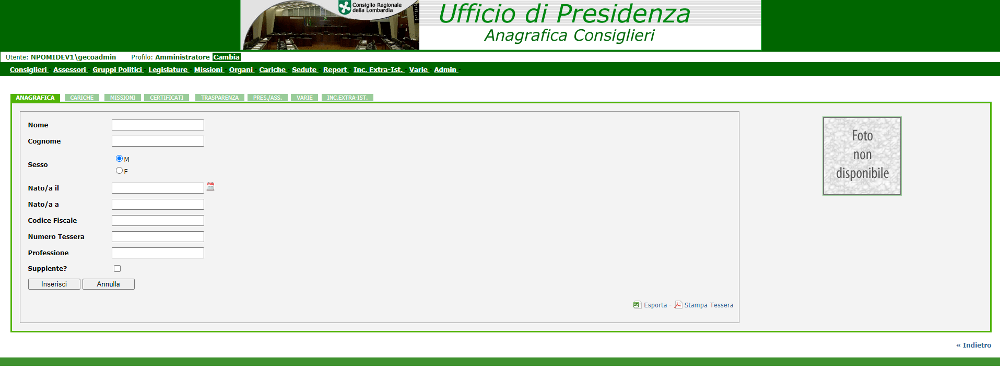 Consiglio Regionale
della Lombardia
Ufficio di Presidenza
Anagrafica Consiglieri
Utente: NPOMIDEV1\gecoadmin Profilo: Amministratore Cambia
Consiglieri Assessori Gruppi Politici Legislature Missioni Organi Cariche Sedute Report Inc. Extra-Ist. Varie Admin
ANAGRAFICA CARICHE MISSIONI CERTIFICATI TRASPARENZA PRES./ASS. VARIE INC.EXTRA-IST.
Nome
Cognome
Sesso
M
F
Nato/a il
Nato/a a
Codice Fiscale
Numero Tessera
Professione
Supplente?
Inserisci Annulla
Esporta - Stampa Tessera
Foto
non
disponibile
« Indietro